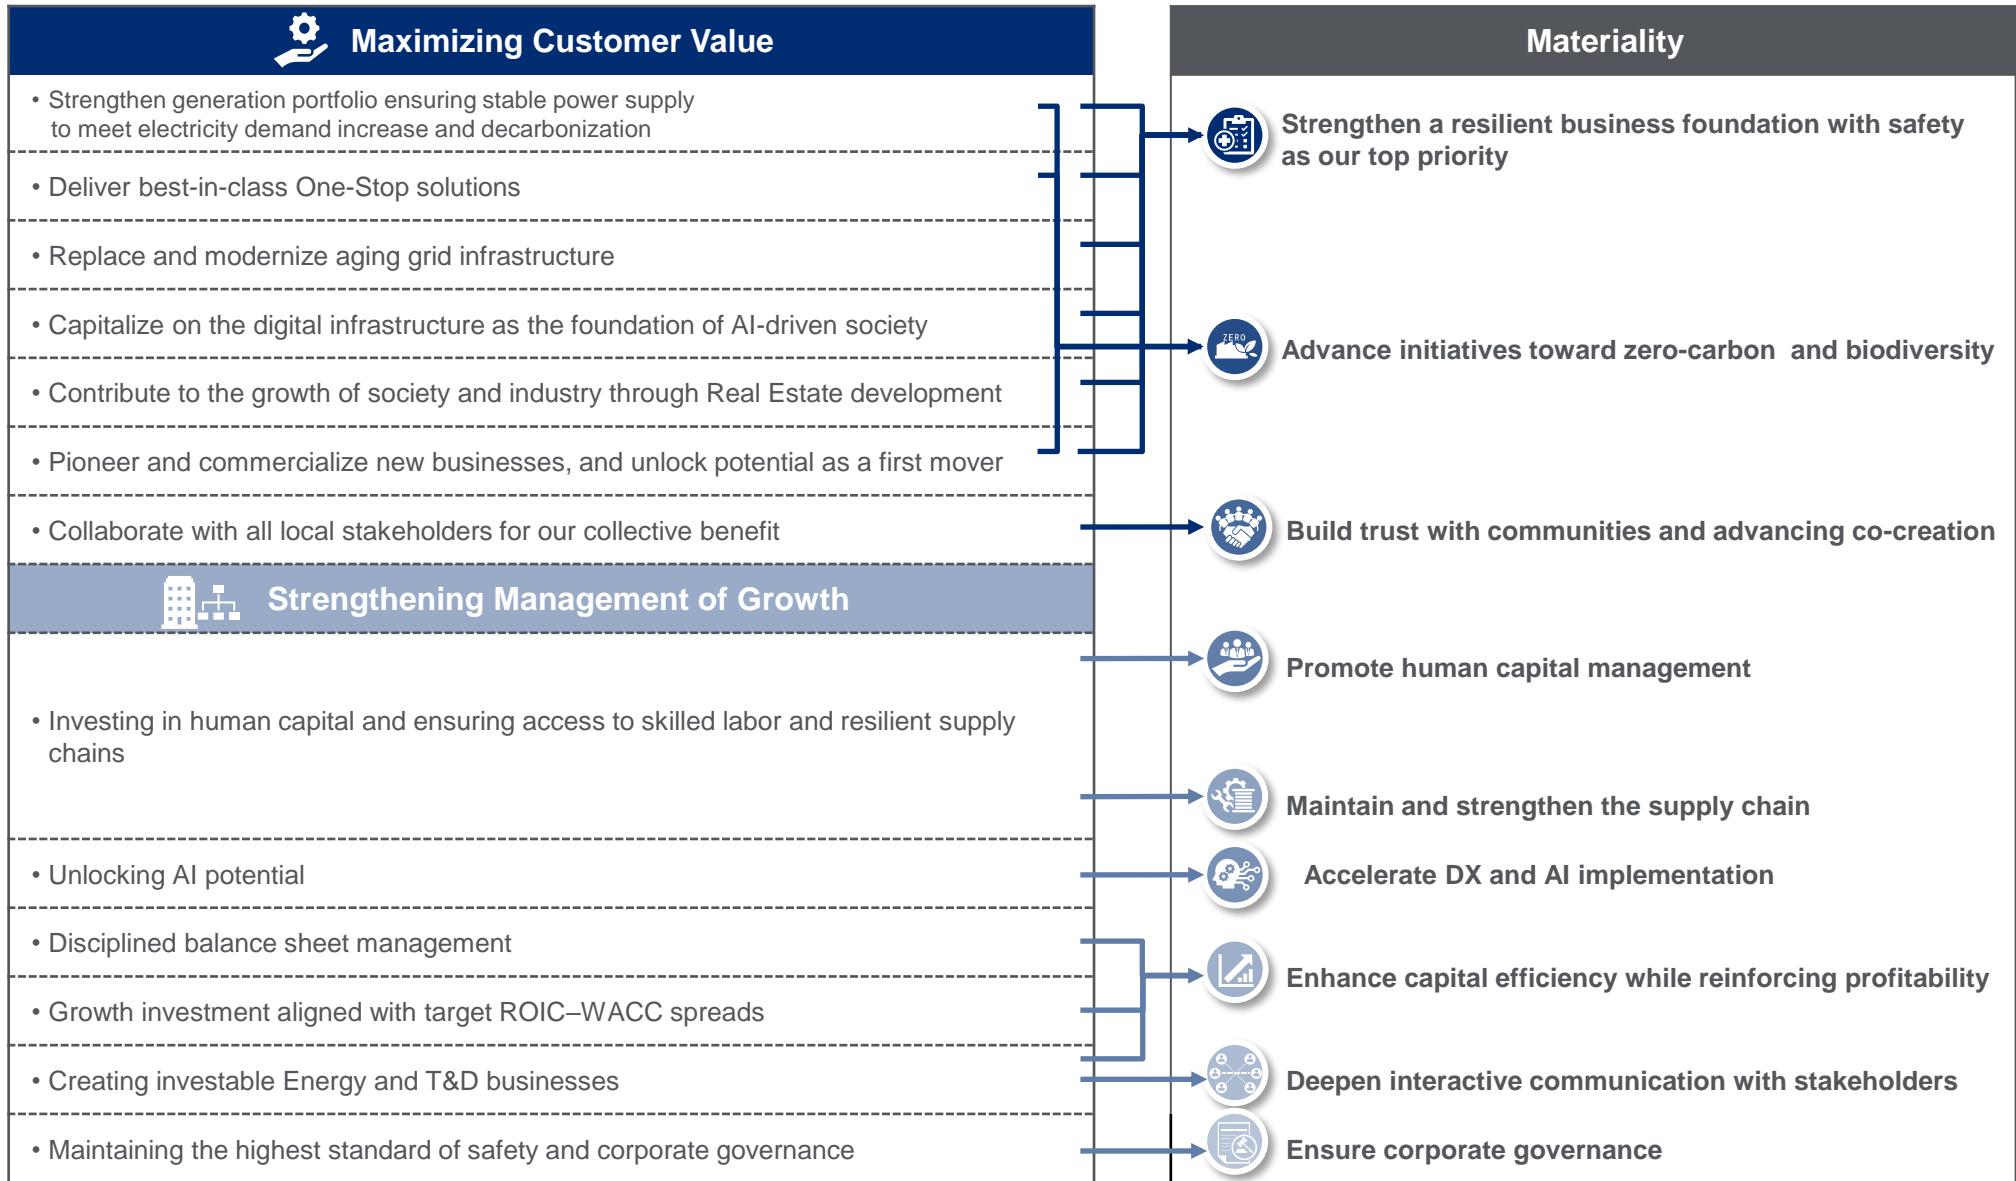 Maximizing Customer Value
• Strengthen generation portfolio ensuring stable power supply
to meet electricity demand increase and decarbonization
• Deliver best-in-class One-Stop solutions
• Replace and modernize aging grid infrastructure
• Capitalize on the digital infrastructure as the foundation of AI-driven society
• Contribute to the growth of society and industry through Real Estate development
• Pioneer and commercialize new businesses, and unlock potential as a first mover
• Collaborate with all local stakeholders for our collective benefit
Strengthening Management of Growth
• Investing in human capital and ensuring access to skilled labor and resilient supply
chains
• Unlocking AI potential
• Disciplined balance sheet management
• Growth investment aligned with target ROIC–WACC spreads
• Creating investable Energy and T&D businesses
• Maintaining the highest standard of safety and corporate governance
Materiality
Strengthen a resilient business foundation with safety
as our top priority
ZERO
Advance initiatives toward zero-carbon and biodiversity
Build trust with communities and advancing co-creation
Promote human capital management
Maintain and strengthen the supply chain
Accelerate DX and AI implementation
Enhance capital efficiency while reinforcing profitability
Deepen interactive communication with stakeholders
Ensure corporate governance